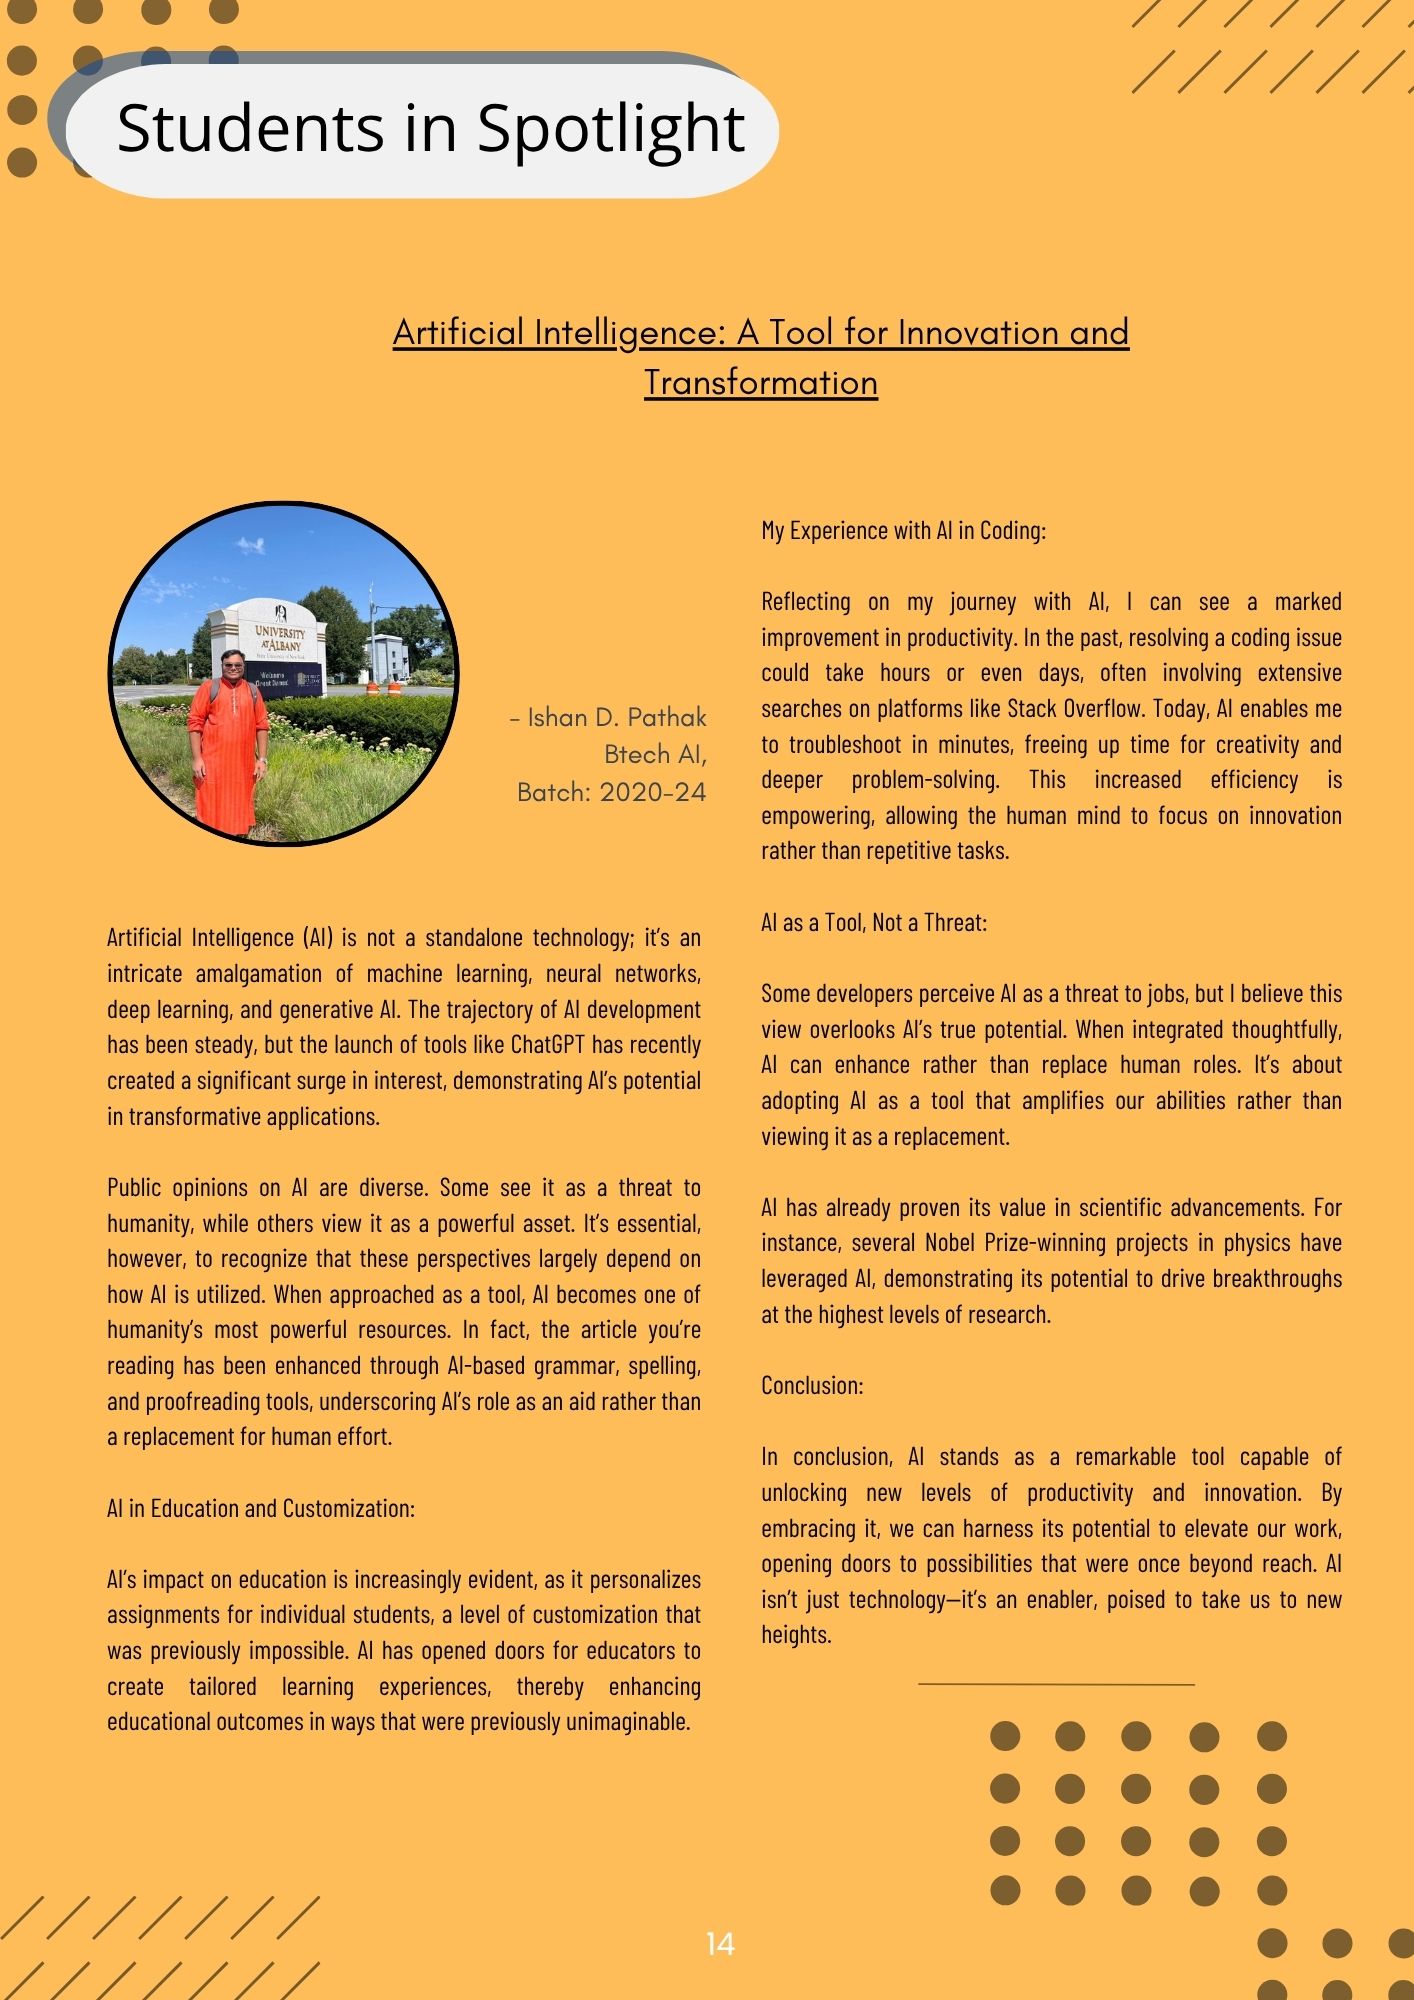 Students in Spotlight
Artificial Intelligence: A Tool for Innovation and
Transformation
UNIVERSITY
AT ALBANY
State University of New York
Welcome
Great Danes!
- Ishan D. Pathak
Btech AI,
Batch: 2020-24
Artificial Intelligence (AI) is not a standalone technology; it’s an
intricate amalgamation of machine learning, neural networks,
deep learning, and generative AI. The trajectory of AI development
has been steady, but the launch of tools like ChatGPT has recently
created a significant surge in interest, demonstrating AI’s potential
in transformative applications.
Public opinions on AI are diverse. Some see it as a threat to
humanity, while others view it as a powerful asset. It’s essential,
however, to recognize that these perspectives largely depend on
how AI is utilized. When approached as a tool, AI becomes one of
humanity’s most powerful resources. In fact, the article you’re
reading has been enhanced through AI-based grammar, spelling,
and proofreading tools, underscoring AI’s role as an aid rather than
a replacement for human effort.
AI in Education and Customization:
AI’s impact on education is increasingly evident, as it personalizes
assignments for individual students, a level of customization that
was previously impossible. AI has opened doors for educators to
create tailored learning experiences, thereby enhancing
educational outcomes in ways that were previously unimaginable.
My Experience with AI in Coding:
Reflecting on my journey with AI, I can see a marked
improvement in productivity. In the past, resolving a coding issue
could take hours or even days, often involving extensive
searches on platforms like Stack Overflow. Today, AI enables me
to troubleshoot in minutes, freeing up time for creativity and
deeper problem-solving. This increased efficiency is
empowering, allowing the human mind to focus on innovation
rather than repetitive tasks.
AI as a Tool, Not a Threat:
Some developers perceive AI as a threat to jobs, but I believe this
view overlooks AI’s true potential. When integrated thoughtfully,
AI can enhance rather than replace human roles. It’s about
adopting AI as a tool that amplifies our abilities rather than
viewing it as a replacement.
AI has already proven its value in scientific advancements. For
instance, several Nobel Prize-winning projects in physics have
leveraged AI, demonstrating its potential to drive breakthroughs
at the highest levels of research.
Conclusion:
In conclusion, AI stands as a remarkable tool capable of
unlocking new levels of productivity and innovation. By
embracing it, we can harness its potential to elevate our work,
opening doors to possibilities that were once beyond reach. AI
isn’t just technology—it’s an enabler, poised to take us to new
heights.
14